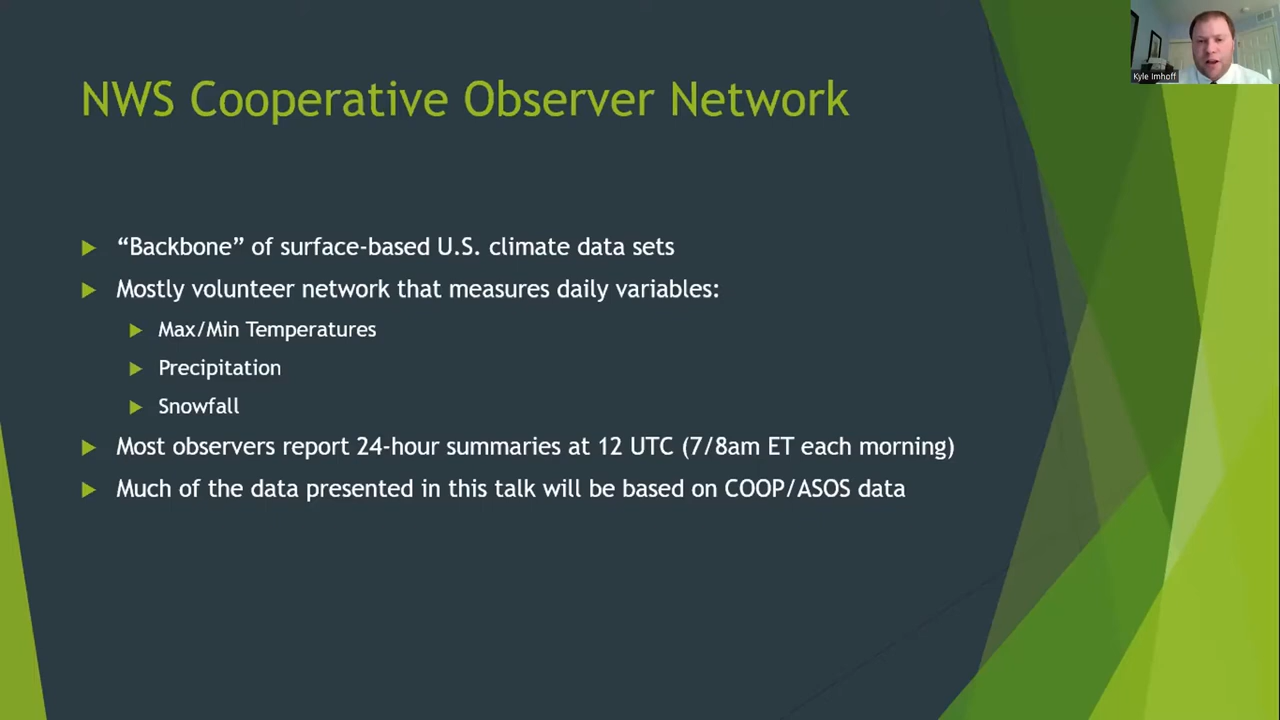 Kyle Imhoff
NWS Cooperative Observer Network
“Backbone” of surface-based U.S. climate data sets
Mostly volunteer network that measures daily variables:
Max/Min Temperatures
Precipitation
Snowfall
Most observers report 24-hour summaries at 12 UTC (7/8am ET each morning)
Much of the data presented in this talk will be based on COOP/ASOS data